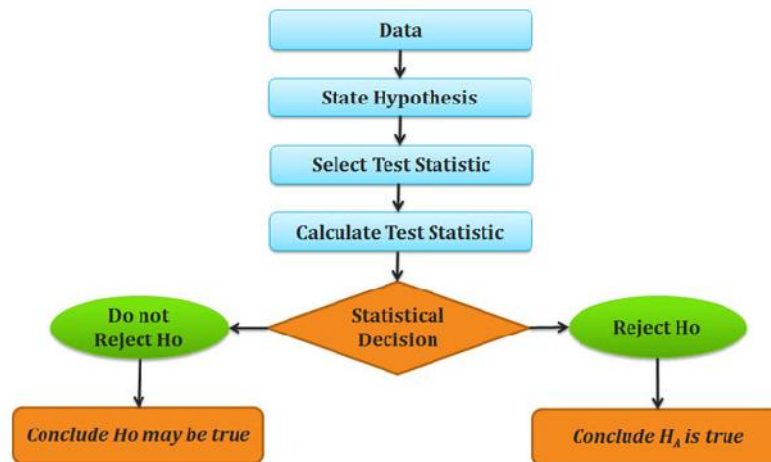 Data
State Hypothesis
Select Test Statistic
Calculate Test Statistic
Statistical
Decision
Do not
Reject Ho
Reject Ho
Conclude Ho may be true
Conclude H_A is true